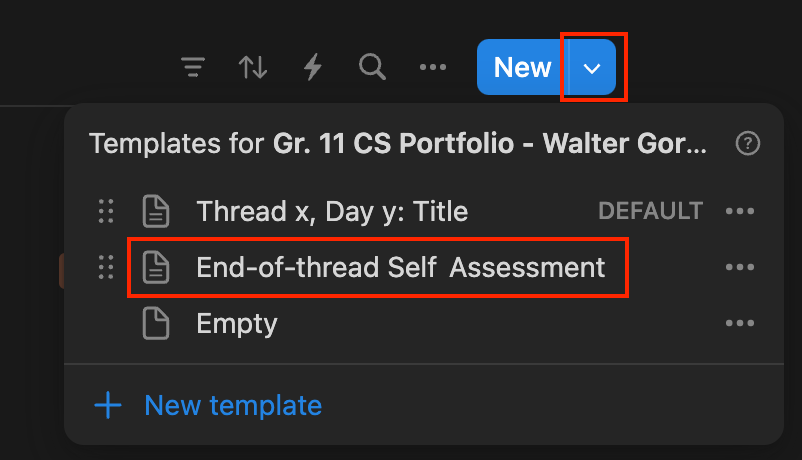 New
Templates for Gr. 11 CS Portfolio - Walter Gor...
Thread x, Day y: Title DEFAULT
End-of-thread Self Assessment
Empty
New template